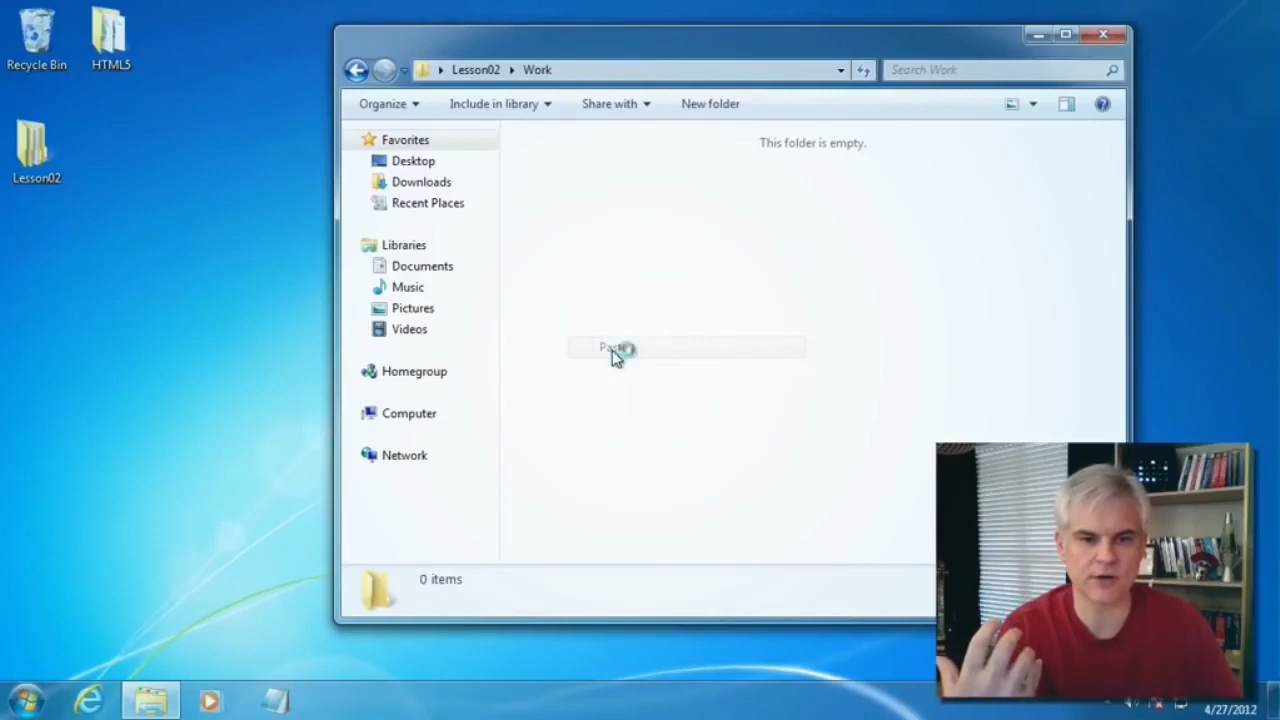 Recycle Bin
HTML5
Lesson02
Lesson02 Work
Search Work
Organize
Include in library
Share with
New folder
Favorites
Desktop
Downloads
Recent Places
Libraries
Documents
Music
Pictures
Videos
Homegroup
Computer
Network
This folder is empty.
0 items
4/27/2012